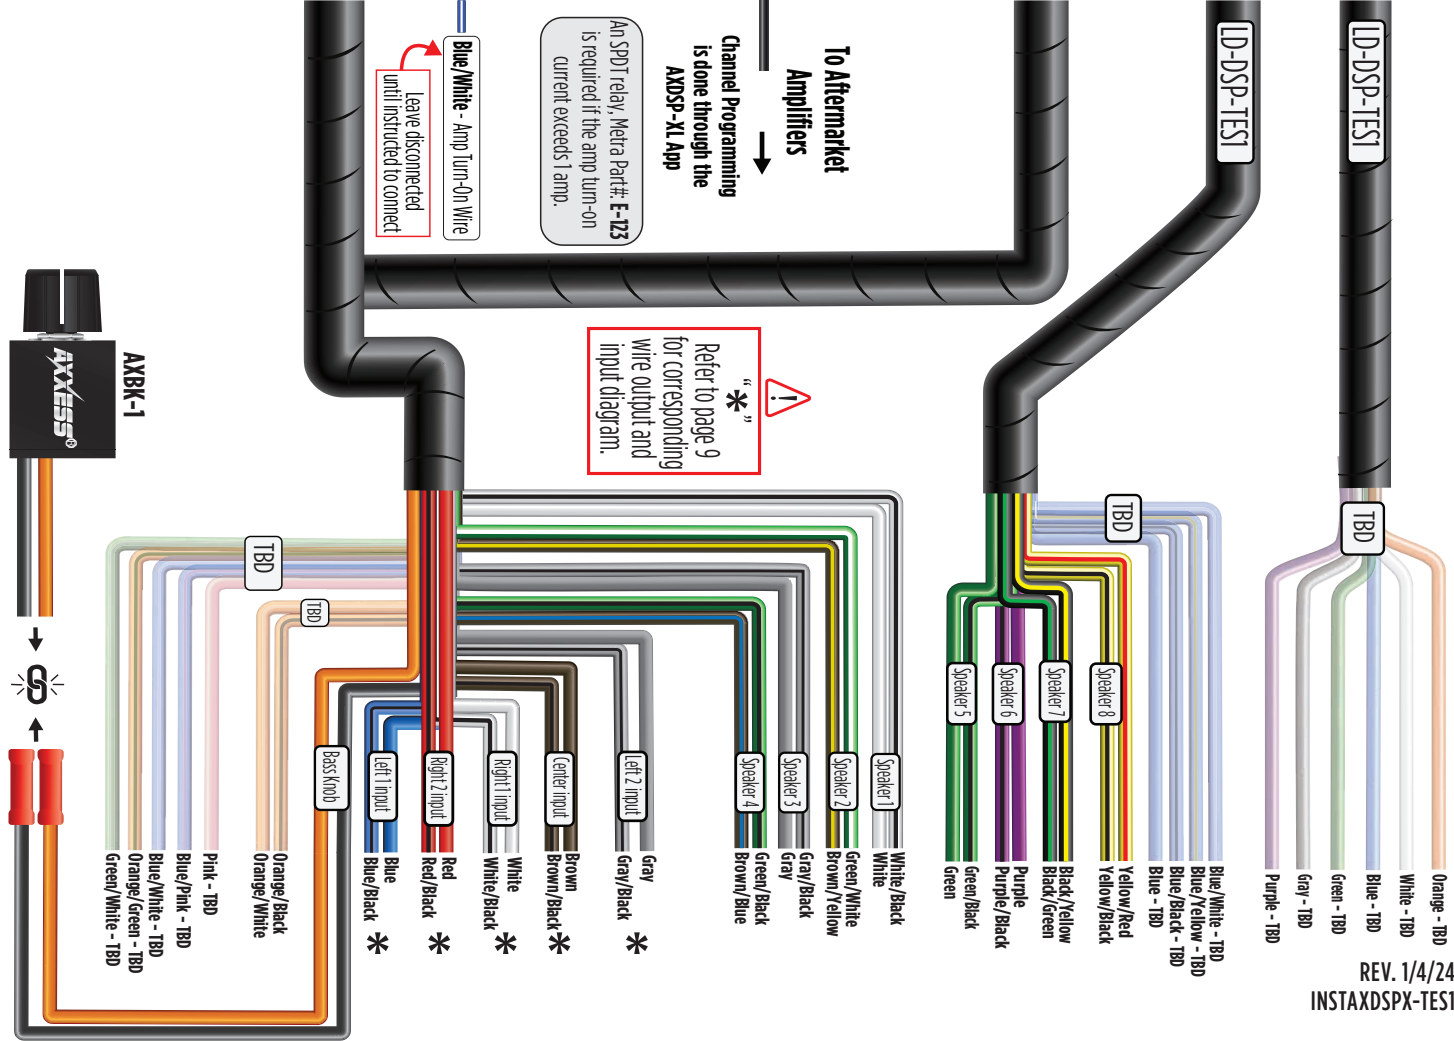 LD-DSP-TES1
LD-DSP-TES1
To Aftermarket
Amplifiers
Channel Programming
is done through the
AXDSP-XL App
An SPDT relay, Metra Part#: E-123
is required if the amp turn-on
current exceeds 1 amp.
Blue/White - Amp Turn-On Wire
Leave disconnected
until instructed to connect
!
Refer to page 9
“*”
for corresponding
wire output and
input diagram.
AXBK-1
AXXESS®
TBD
TBD
TBD
TBD
Speaker 8
Speaker 7
Speaker 6
Speaker 5
Speaker 1
Speaker 2
Speaker 3
Speaker 4
Left 2 input
Center input
Right 1 input
Right 2 input
Left 1 input
Bass Knob
Orange - TBD
White - TBD
Blue - TBD
Green - TBD
Gray - TBD
Purple - TBD
Blue/White - TBD
Blue/Yellow - TBD
Blue/Black - TBD
Blue - TBD
Yellow/Red
Yellow/Black
Black/Yellow
Black/Green
Purple
Purple/Black
Green/Black
Green
White/Black
White
Green/White
Brown/Yellow
Gray/Black
Gray
Green/Black
Brown/Blue
Gray
Gray/Black *
Brown
Brown/Black *
White
White/Black *
Red
Red/Black *
Blue
Blue/Black *
Orange/Black
Orange/White
Pink - TBD
Blue/Pink - TBD
Blue/White - TBD
Orange/Green - TBD
Green/White - TBD
REV. 1/4/24
INSTAXDSPX-TES1